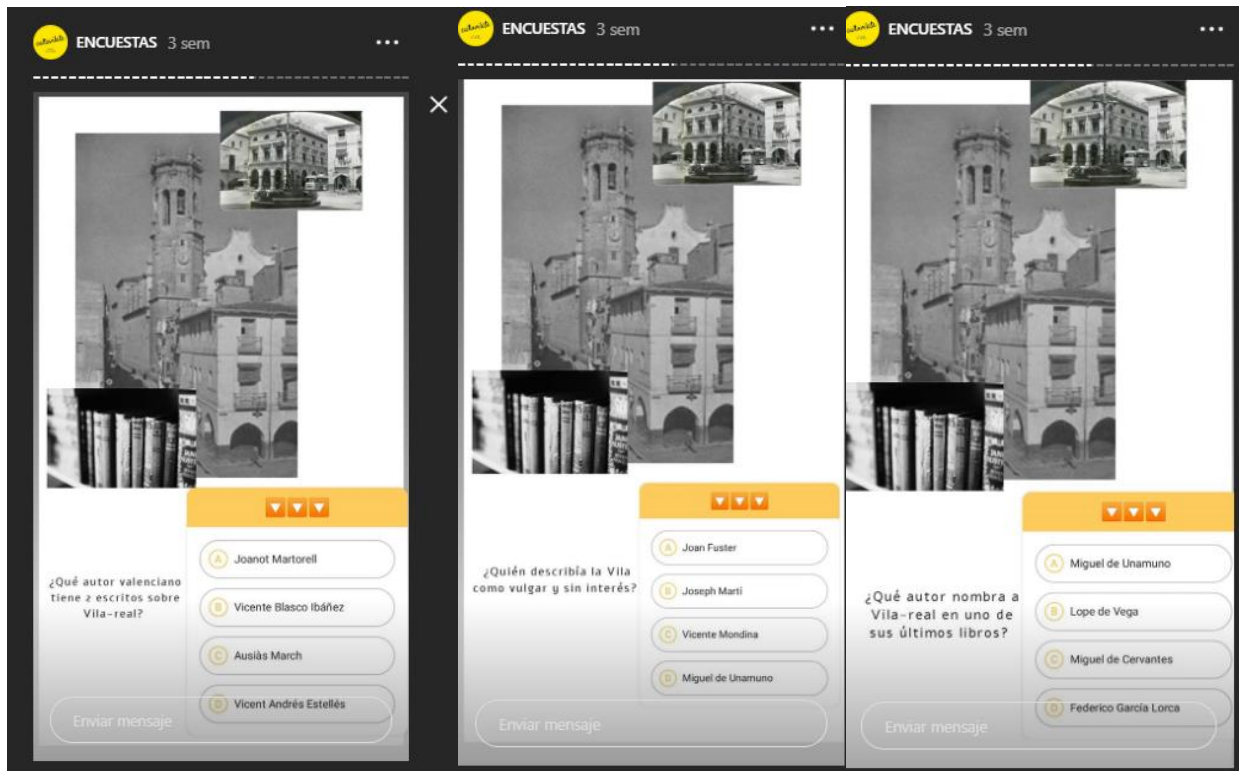 ENCUESTAS 3 sem
¿Qué autor valenciano
tiene 2 escritos sobre
Vila-real?
A Joanot Martorell
B Vicente Blasco Ibáñez
C Ausiàs March
D Vicent Andrés Estellés
Enviar mensaje
ENCUESTAS 3 sem
¿Quién describía la Vila
como vulgar y sin interés?
A Joan Fuster
B Joseph Martí
C Vicente Mondina
D Miguel de Unamuno
Enviar mensaje
ENCUESTAS 3 sem
¿Qué autor nombra a
Vila-real en uno de
sus últimos libros?
A Miguel de Unamuno
B Lope de Vega
C Miguel de Cervantes
D Federico García Lorca
Enviar mensaje